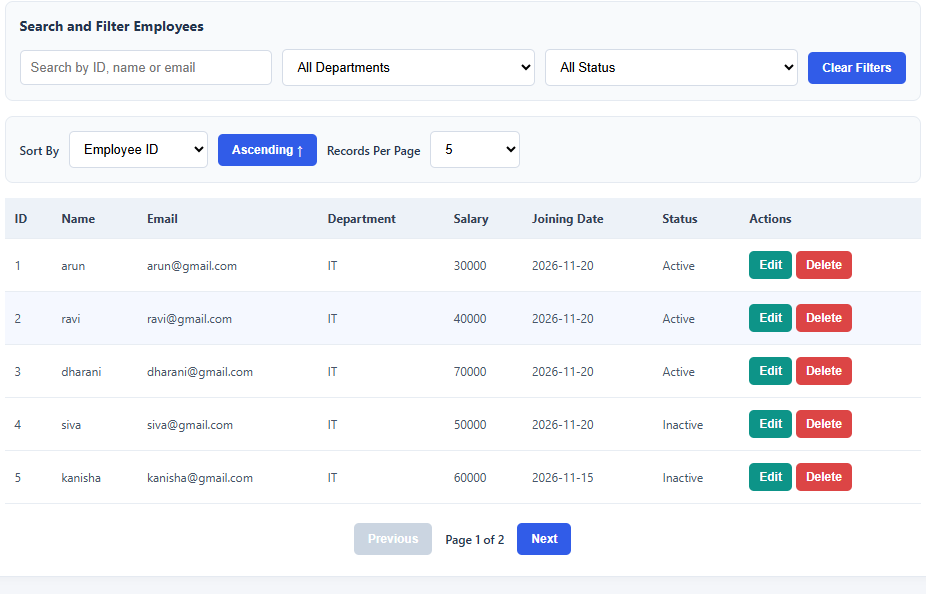 Search and Filter Employees
Search by ID, name or email All Departments All Status Clear Filters
Sort By Employee ID Ascending ↑ Records Per Page 5
ID Name Email Department Salary Joining Date Status Actions
1 arun arun@gmail.com IT 30000 2026-11-20 Active Edit Delete
2 ravi ravi@gmail.com IT 40000 2026-11-20 Active Edit Delete
3 dharani dharani@gmail.com IT 70000 2026-11-20 Active Edit Delete
4 siva siva@gmail.com IT 50000 2026-11-20 Inactive Edit Delete
5 kanisha kanisha@gmail.com IT 60000 2026-11-15 Inactive Edit Delete
Previous Page 1 of 2 Next